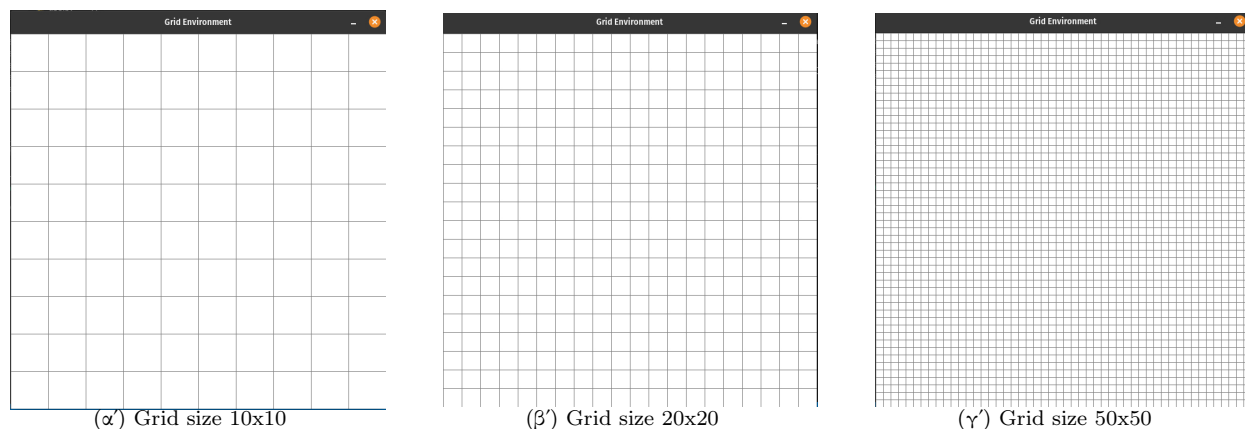 Grid Environment
Grid Environment
Grid Environment
(α′) Grid size 10x10
(β′) Grid size 20x20
(γ′) Grid size 50x50